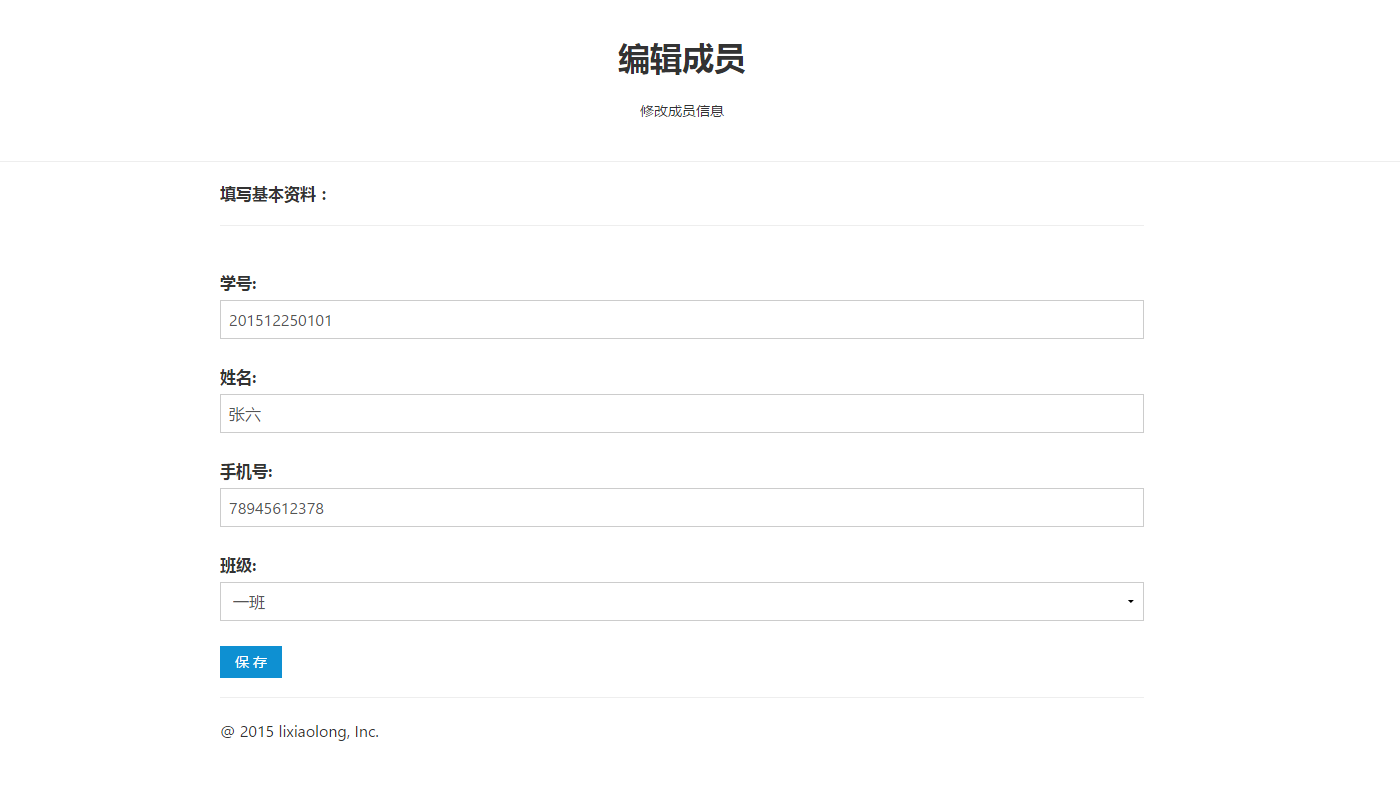 编辑成员
修改成员信息
填写基本资料：
学号:
201512250101
姓名:
张六
手机号:
78945612378
班级:
一班
保 存
@ 2015 lixiaolong, Inc.